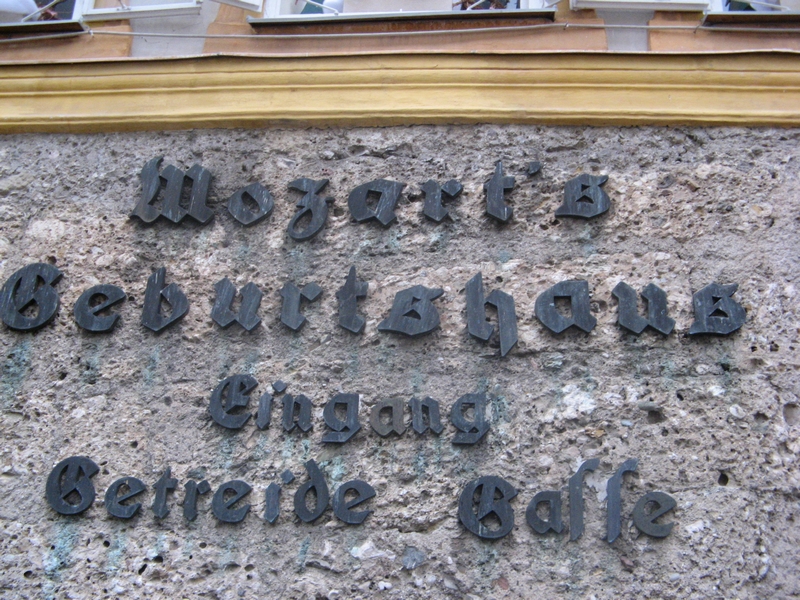 Mozart's
Geburtshaus
Eingang
Getreide Gasse